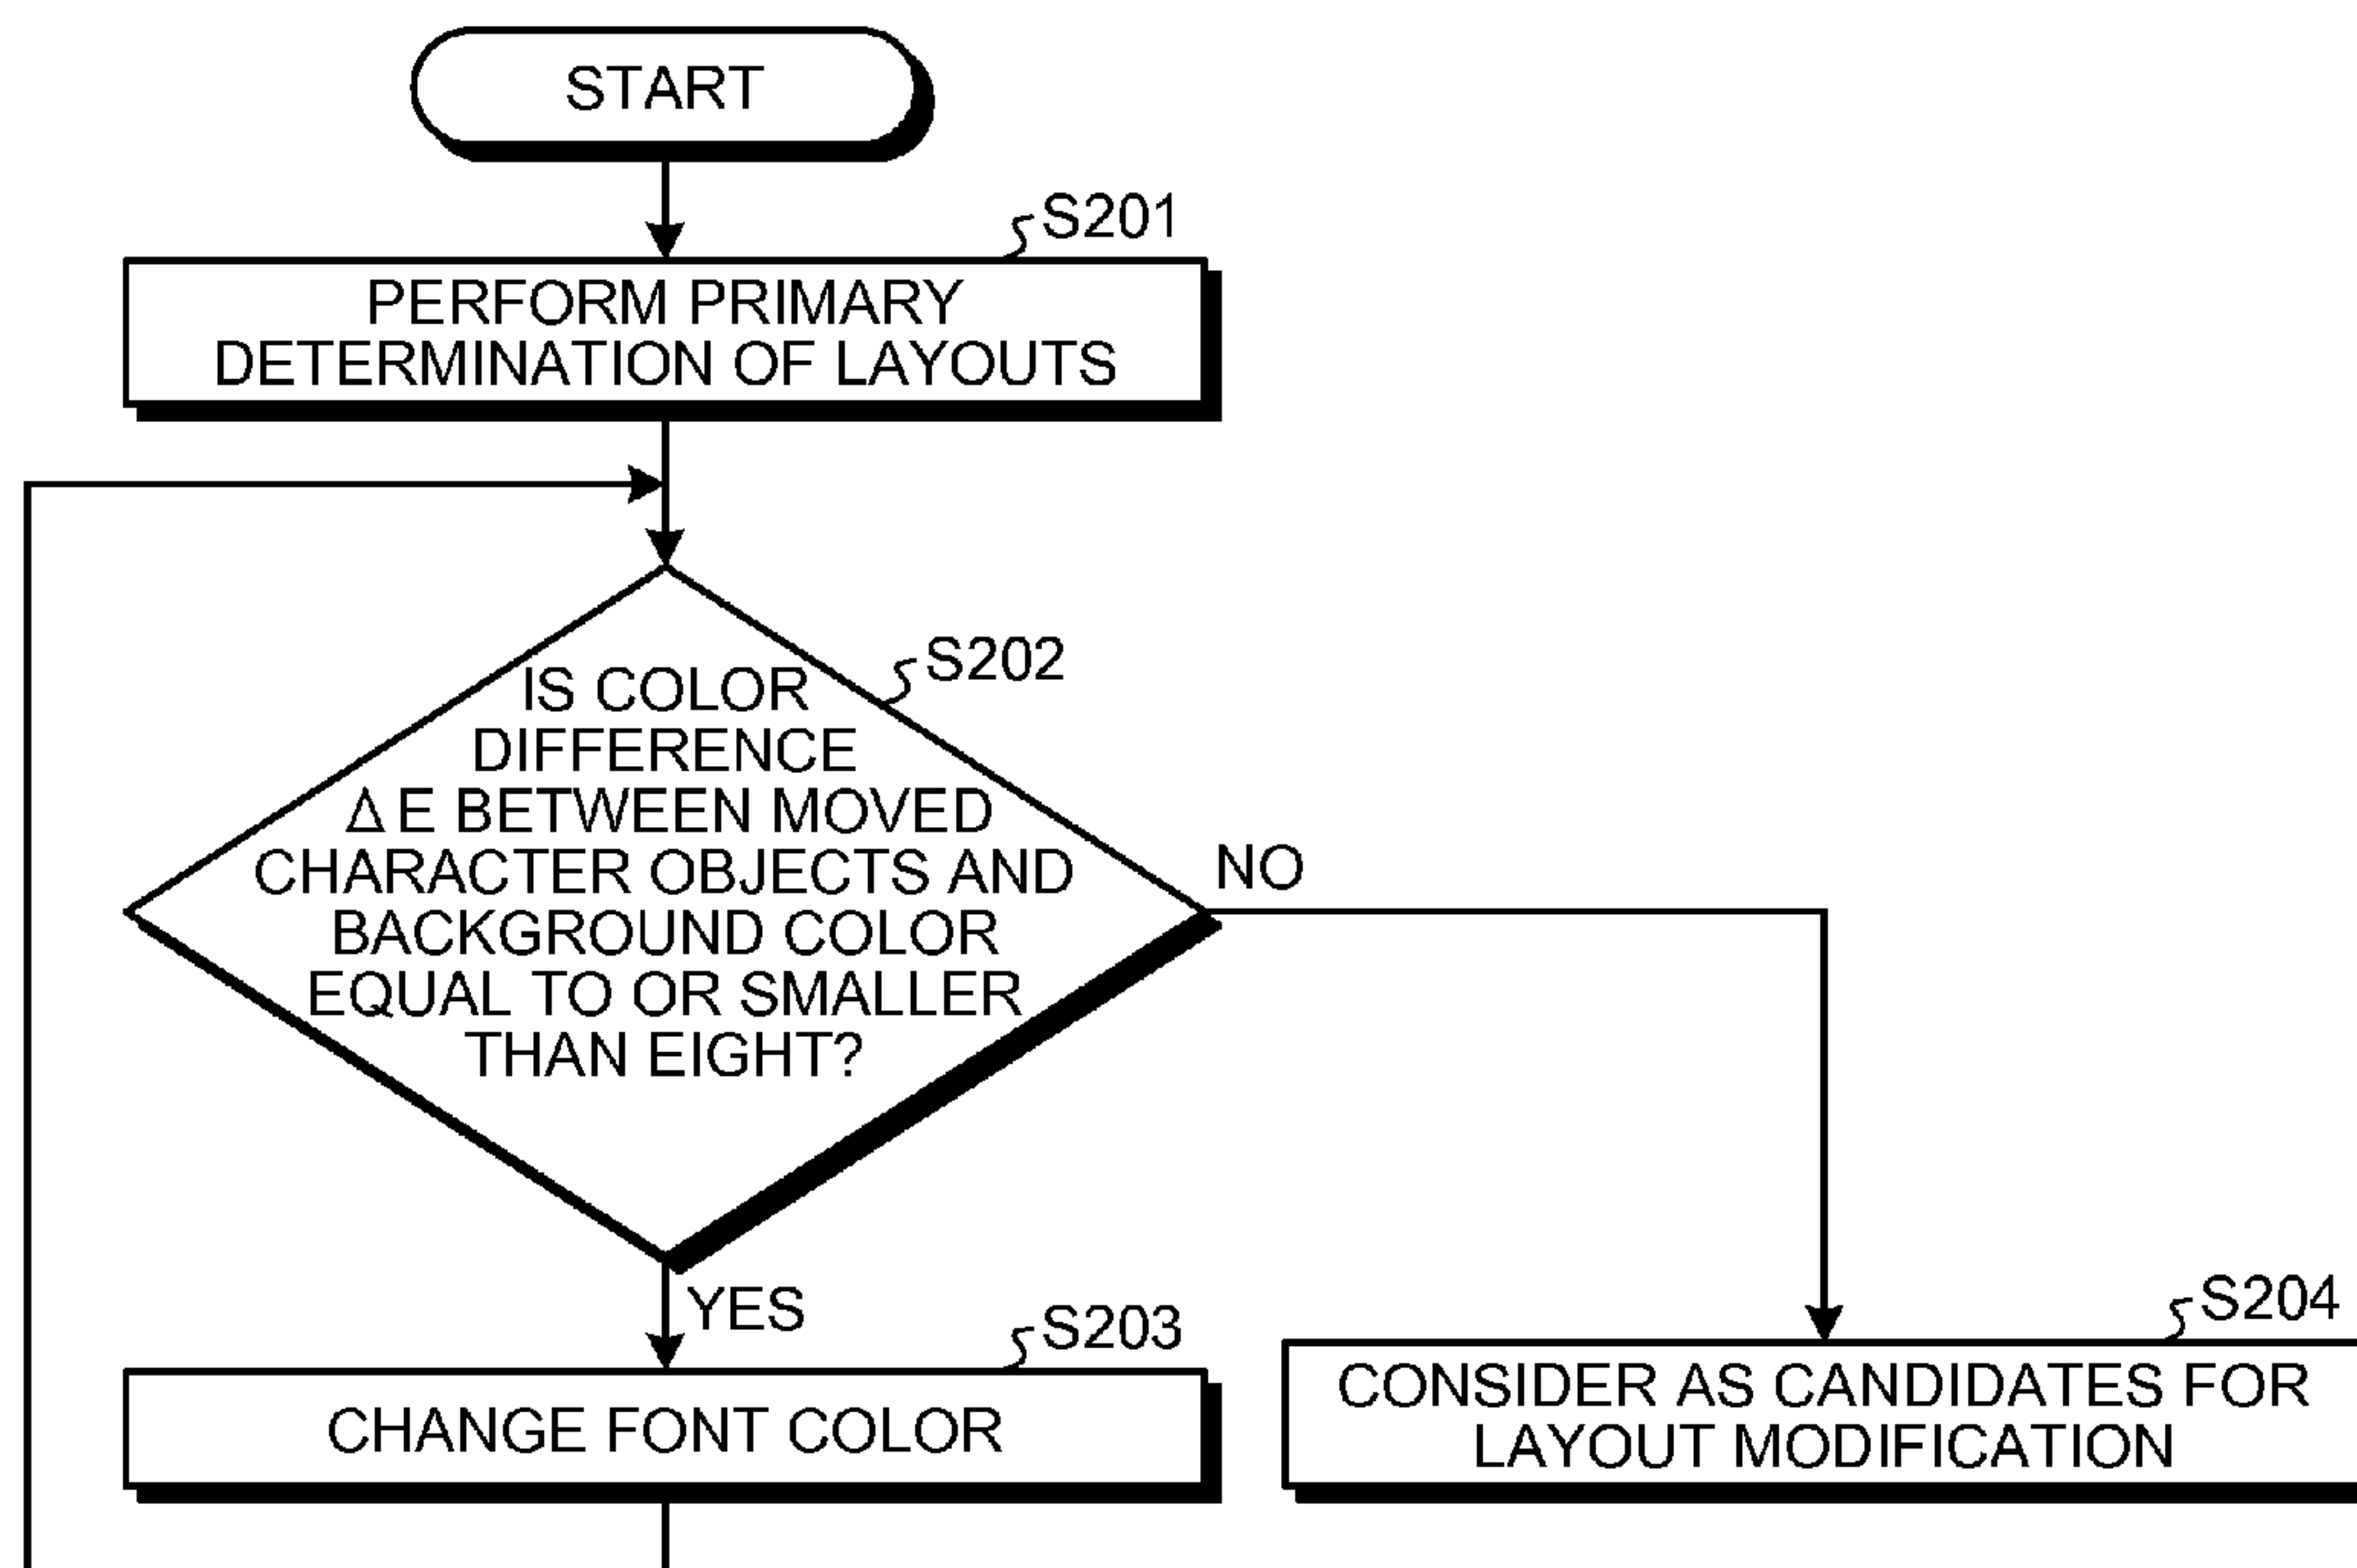 START
S201
PERFORM PRIMARY
DETERMINATION OF LAYOUTS
S202
IS COLOR
DIFFERENCE
ΔE BETWEEN MOVED
CHARACTER OBJECTS AND
BACKGROUND COLOR
EQUAL TO OR SMALLER
THAN EIGHT?
NO
YES
S203
CHANGE FONT COLOR
S204
CONSIDER AS CANDIDATES FOR
LAYOUT MODIFICATION